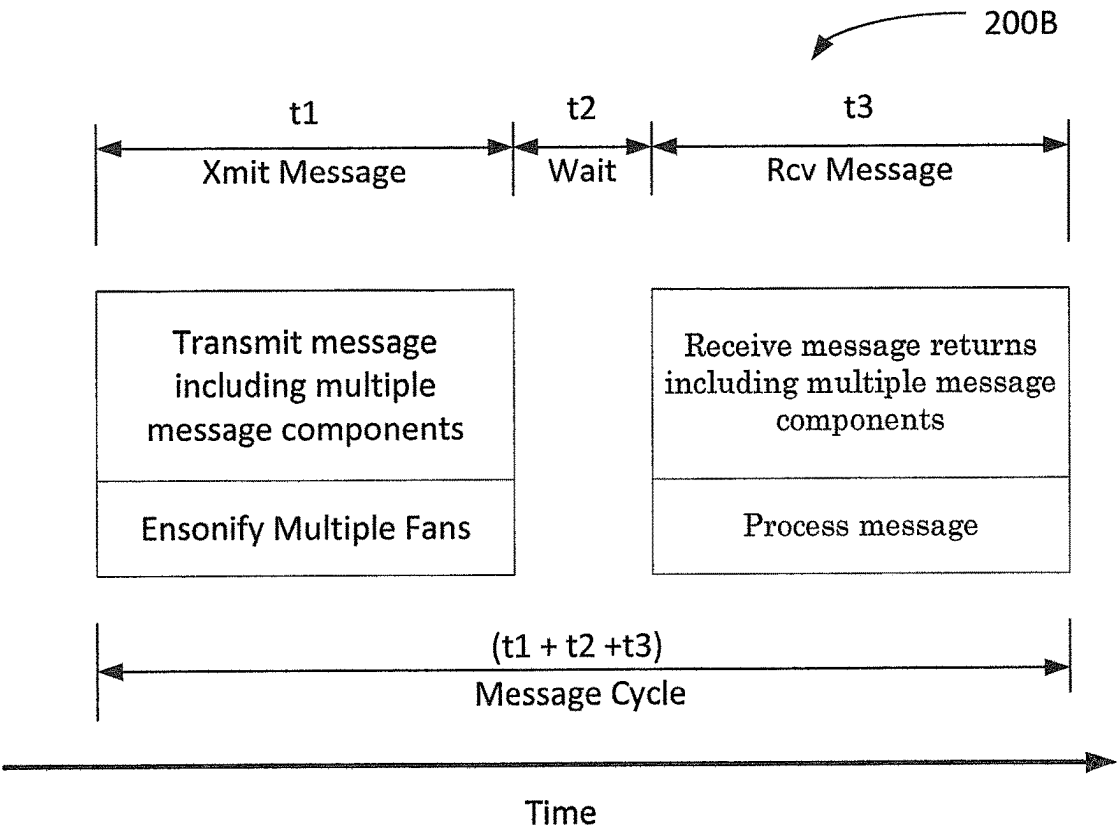 200B
t1
t2
t3
Xmit Message
Wait
Rcv Message
Transmit message
including multiple
message components
Ensonify Multiple Fans
Receive message returns
including multiple message
components
Process message
(t1 + t2 +t3)
Message Cycle
Time